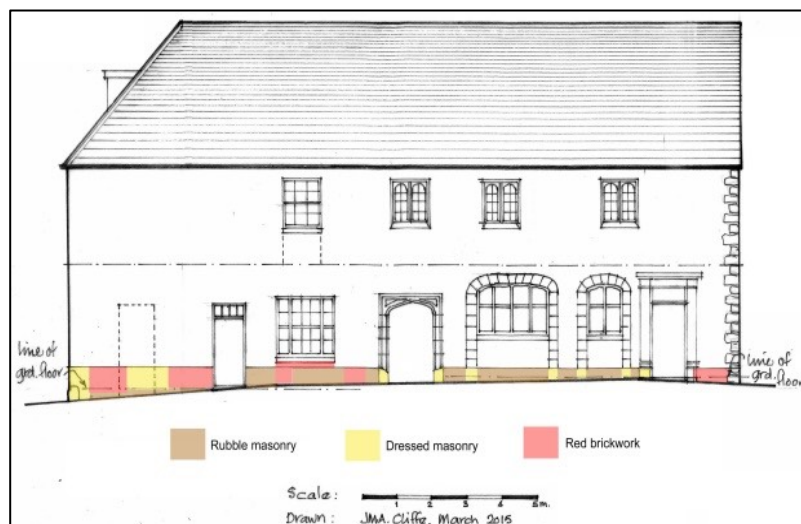 line of
grd. floor
line of
grd.
floor
Rubble masonry
Dressed masonry
Red brickwork
Scale:
1 2 3 4 5m.
Drawn: JMA. Cliffe, March 2015